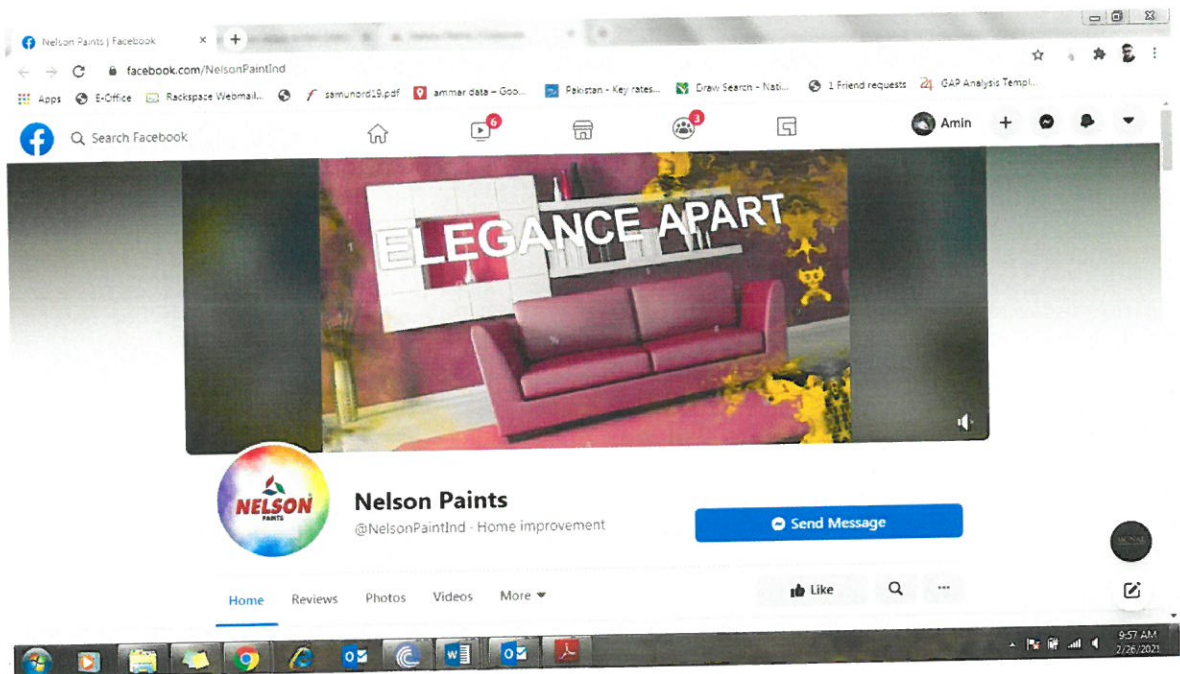 Nelson Paints | Facebook
facebook.com/NelsonPaintInd
Apps E-Office Rackspace Webmail... samunord19.pdf ammar data – Goo... Pakistan - Key rates... Draw Search - Nati... 1 Friend requests 24 GAP Analysis Templ...
Search Facebook 6 3 Amin
ELEGANCE APART
NELSON
PAINTS
Nelson Paints
@NelsonPaintInd · Home improvement
Send Message
Home Reviews Photos Videos More Like
9:57 AM
2/26/2021